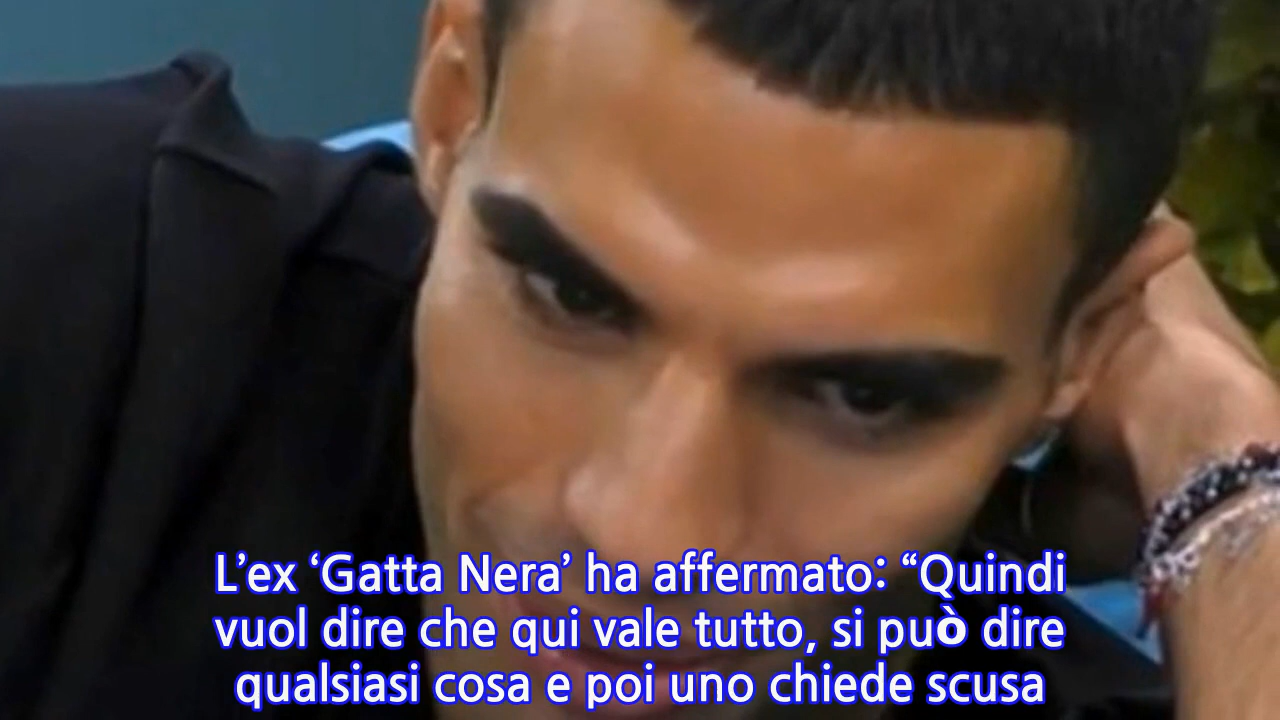 L’ex ‘Gatta Nera’ ha affermato: “Quindi
vuol dire che qui vale tutto, si può dire
qualsiasi cosa e poi uno chiede scusa